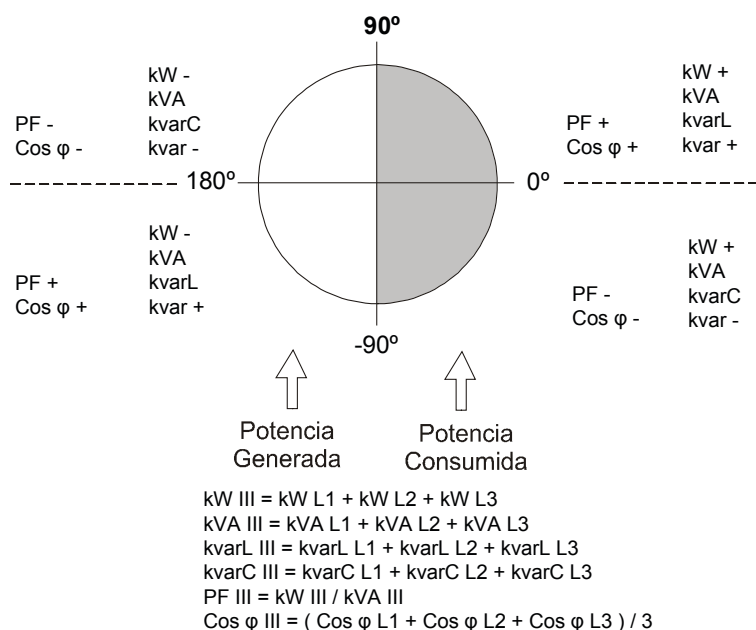 90º
kW -
kVA
kvarC
kvar -
PF -
Cos φ -
kW +
kVA
kvarL
kvar +
PF +
Cos φ +
180º
0º
kW -
kVA
kvarL
kvar +
PF +
Cos φ +
kW +
kVA
kvarC
kvar -
PF -
Cos φ -
-90º
Potencia
Generada
Potencia
Consumida
kW III = kW L1 + kW L2 + kW L3
kVA III = kVA L1 + kVA L2 + kVA L3
kvarL III = kvarL L1 + kvarL L2 + kvarL L3
kvarC III = kvarC L1 + kvarC L2 + kvarC L3
PF III = kW III / kVA III
Cos φ III = ( Cos φ L1 + Cos φ L2 + Cos φ L3 ) / 3